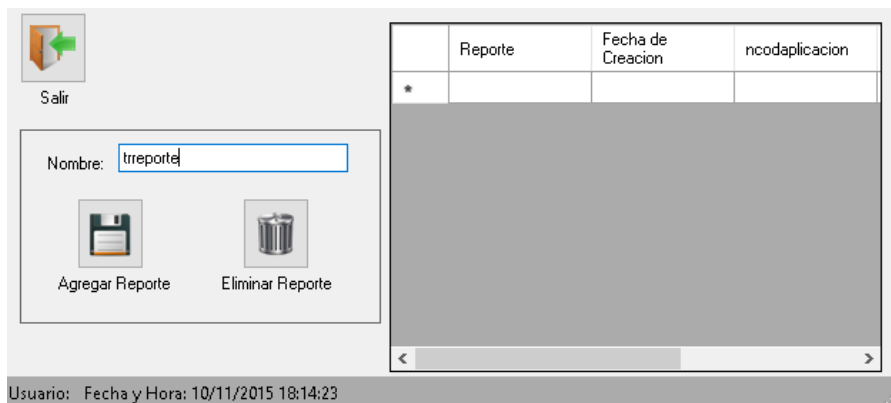 Salir
Nombre: trreporte
Agregar Reporte Eliminar Reporte
Reporte Fecha de Creacion ncodaplicacion
*
Usuario: Fecha y Hora: 10/11/2015 18:14:23